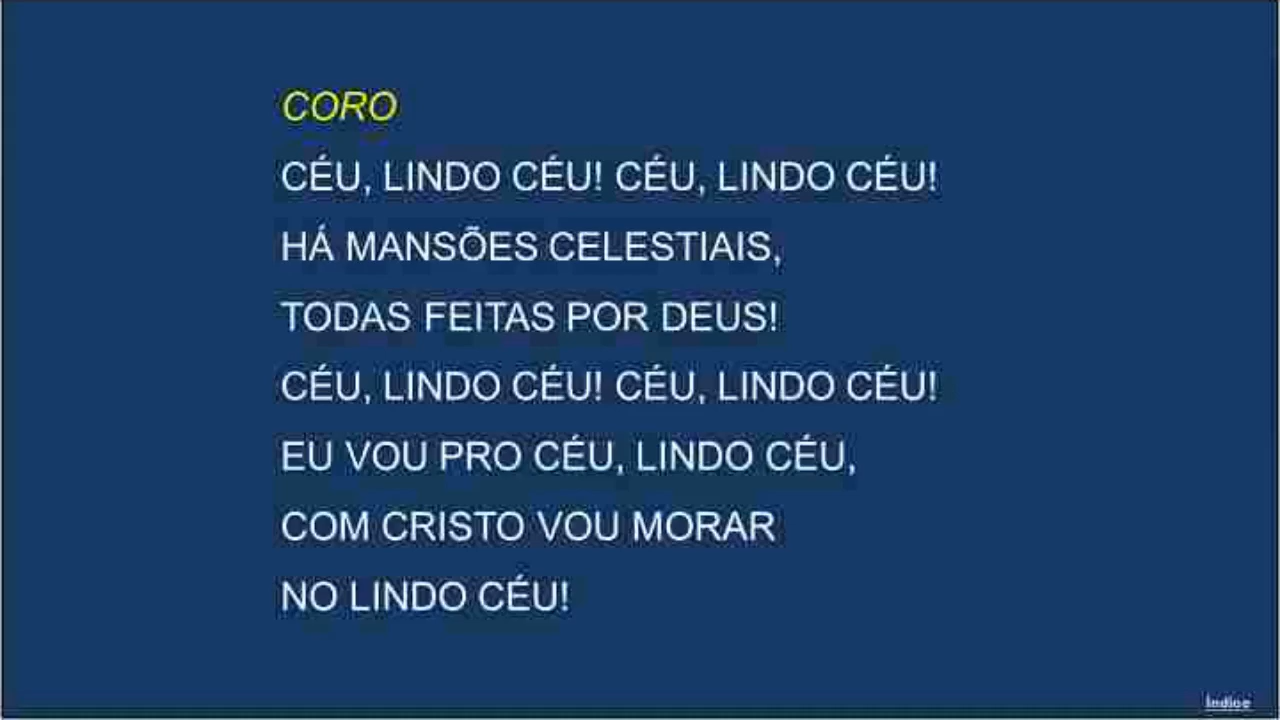 CORO
CÉU, LINDO CÉU! CÉU, LINDO CÉU!
HÁ MANSÕES CELESTIAIS,
TODAS FEITAS POR DEUS!
CÉU, LINDO CÉU! CÉU, LINDO CÉU!
EU VOU PRO CÉU, LINDO CÉU,
COM CRISTO VOU MORAR
NO LINDO CÉU!
Índice